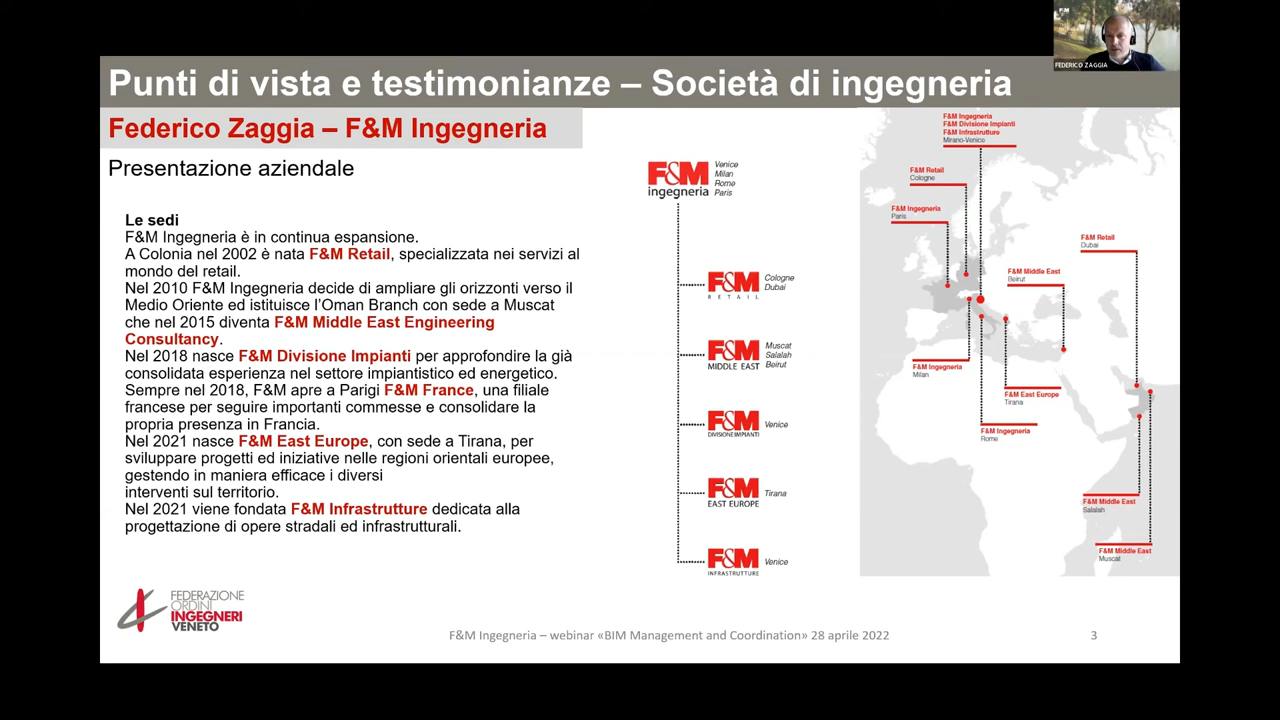 F&M
FEDERICO ZAGGIA
Punti di vista e testimonianze – Società di ingegneria
Federico Zaggia – F&M Ingegneria
Presentazione aziendale
Le sedi
F&M Ingegneria è in continua espansione.
A Colonia nel 2002 è nata F&M Retail, specializzata nei servizi al
mondo del retail.
Nel 2010 F&M Ingegneria decide di ampliare gli orizzonti verso il
Medio Oriente ed istituisce l’Oman Branch con sede a Muscat
che nel 2015 diventa F&M Middle East Engineering
Consultancy.
Nel 2018 nasce F&M Divisione Impianti per approfondire la già
consolidata esperienza nel settore impiantistico ed energetico.
Sempre nel 2018, F&M apre a Parigi F&M France, una filiale
francese per seguire importanti commesse e consolidare la
propria presenza in Francia.
Nel 2021 nasce F&M East Europe, con sede a Tirana, per
sviluppare progetti ed iniziative nelle regioni orientali europee,
gestendo in maniera efficace i diversi
interventi sul territorio.
Nel 2021 viene fondata F&M Infrastrutture dedicata alla
progettazione di opere stradali ed infrastrutturali.
F&M
ingegneria
Venice
Milan
Rome
Paris
F&M
RETAIL
Cologne
Dubai
F&M
MIDDLE EAST
Muscat
Salalah
Beirut
F&M
DIVISIONE IMPIANTI
Venice
F&M
EAST EUROPE
Tirana
F&M
INFRASTRUTTURE
Venice
F&M Ingegneria
F&M Divisione Impianti
F&M Infrastrutture
Mirano-Venice
F&M Retail
Cologne
F&M Ingegneria
Paris
F&M Retail
Dubai
F&M Middle East
Beirut
F&M Ingegneria
Milan
F&M East Europe
Tirana
F&M Ingegneria
Rome
F&M Middle East
Salalah
F&M Middle East
Muscat
FEDERAZIONE
ORDINI
INGEGNERI
VENETO
F&M Ingegneria – webinar «BIM Management and Coordination» 28 aprile 2022
3